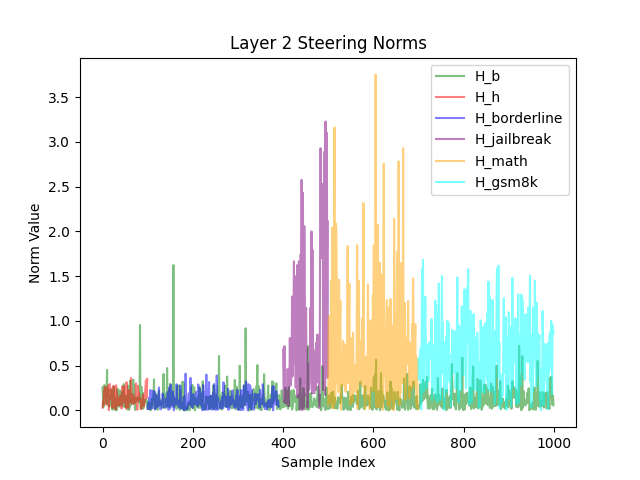 Layer 2 Steering Norms
H_b
H_h
H_borderline
H_jailbreak
H_math
H_gsm8k
Norm Value
3.5
3.0
2.5
2.0
1.5
1.0
0.5
0.0
0 200 400 600 800 1000
Sample Index